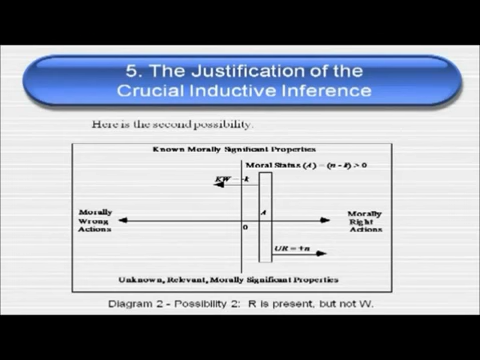 5. The Justification of the
Crucial Inductive Inference
Here is the second possibility.
Known Morally Significant Properties
Moral Status (A) = (n - k) > 0
KW = -k
Morally
Wrong
Actions
A
0
Morally
Right
Actions
UR = +n
Unknown, Relevant, Morally Significant Properties
Diagram 2 - Possibility 2: R is present, but not W.